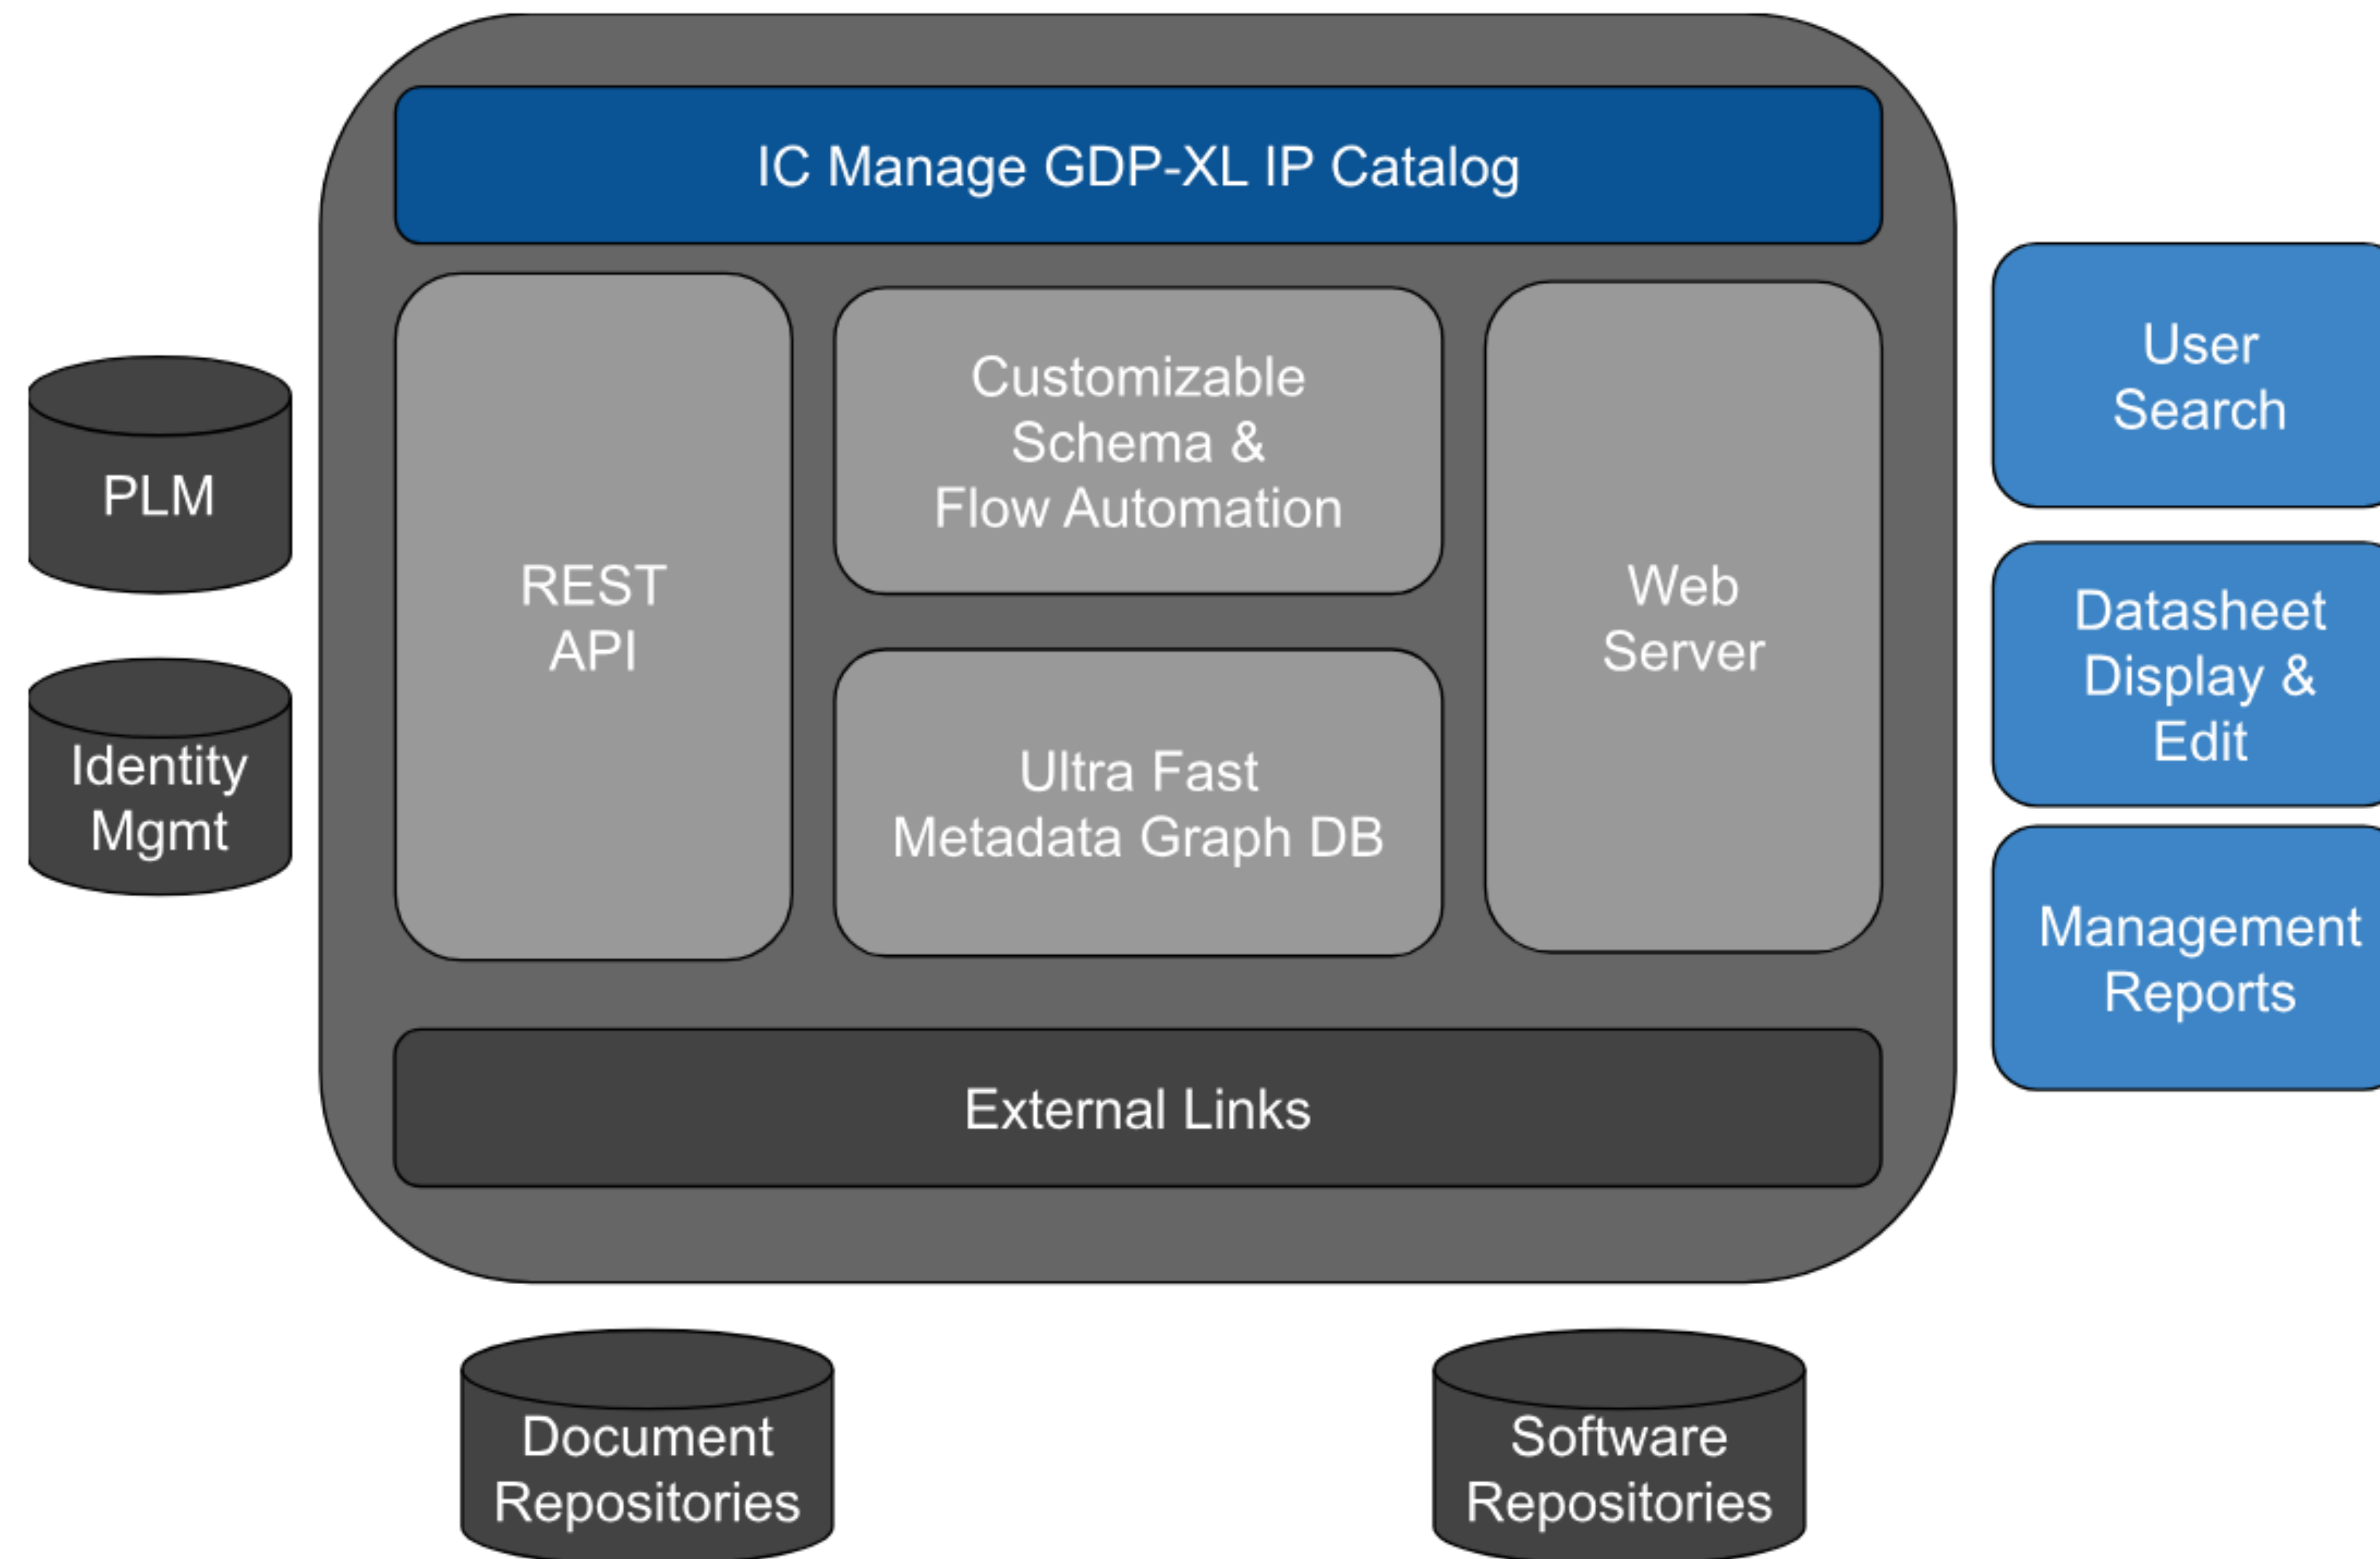 IC Manage GDP-XL IP Catalog
PLM
Identity
Mgmt
REST
API
Customizable
Schema &
Flow Automation
Ultra Fast
Metadata Graph DB
Web
Server
User
Search
Datasheet
Display &
Edit
Management
Reports
External Links
Document
Repositories
Software
Repositories